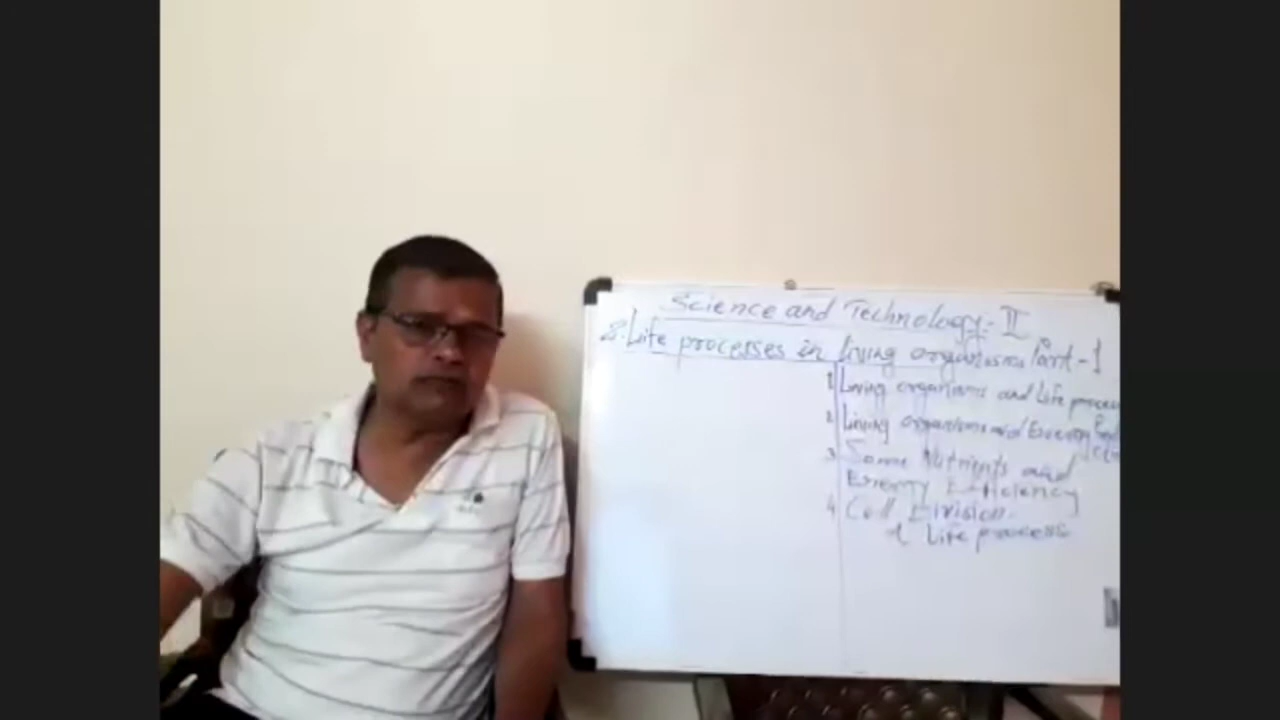 Science and Technology-II
2. Life processes in living organisms Part-1
1 Living organisms and Life process
2 Living organisms and Energy
3 Some Nutrients and
Energy Efficiency
4 Cell Division
& Life process